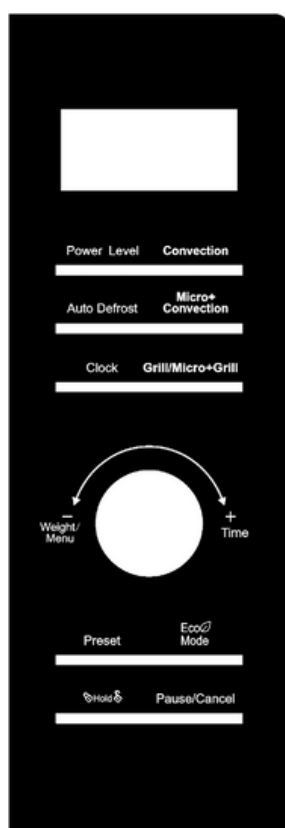 Power Level Convection
Auto Defrost Micro+
Convection
Clock Grill/Micro+Grill
− +
Weight/
Menu Time
Preset Eco
Mode
Hold Pause/Cancel